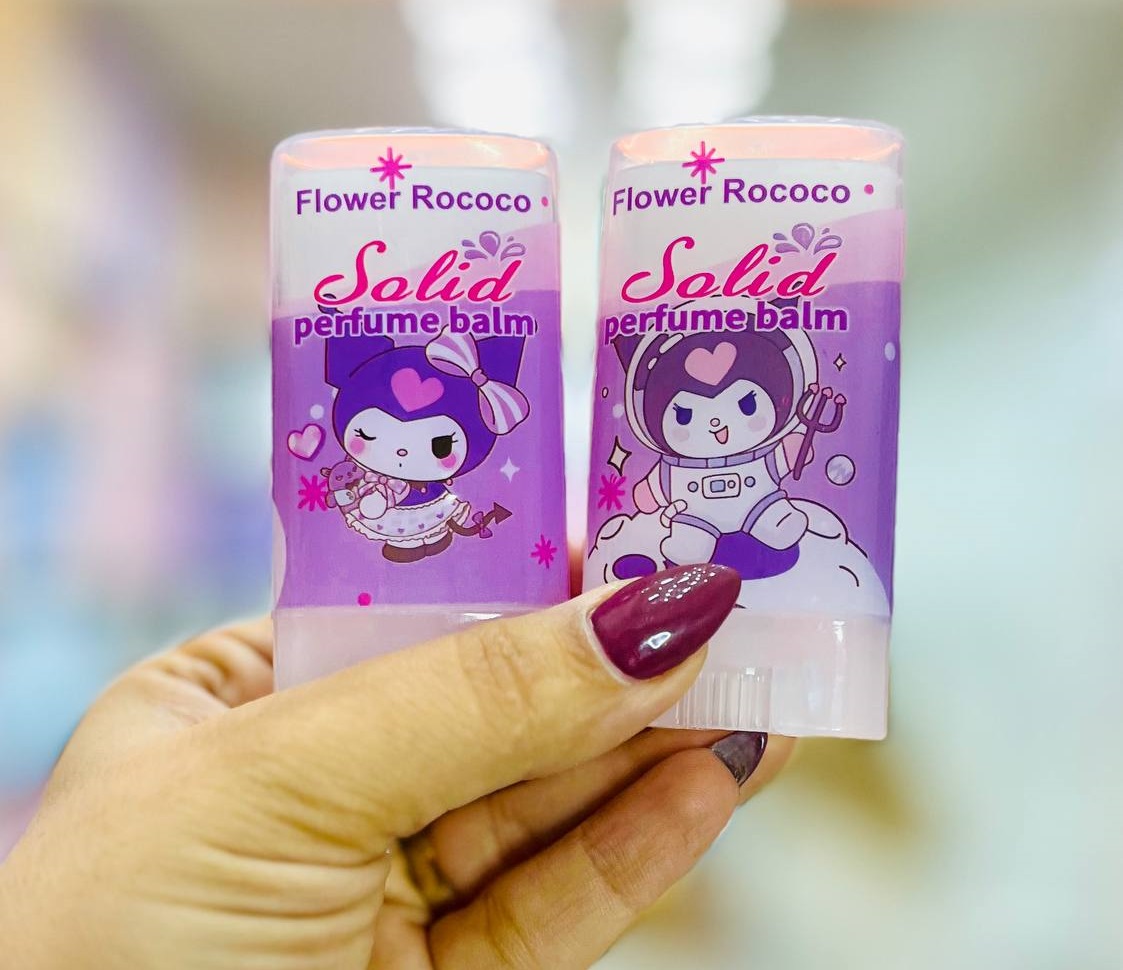 Flower Rococo
Solid
perfume balm
Flower Rococo
Solid
perfume balm